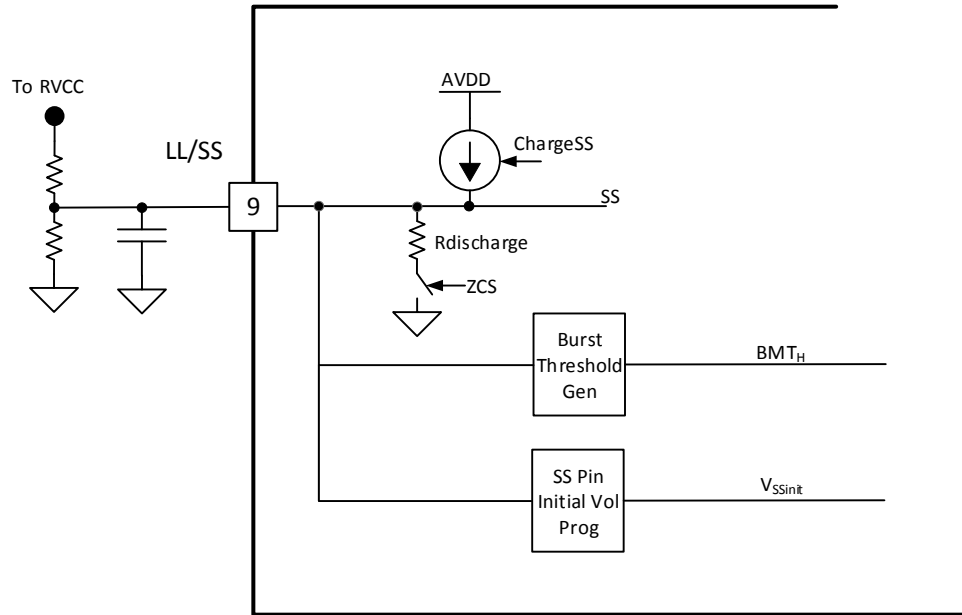 To RVCC
AVDD
LL/SS
ChargeSS
9
SS
Rdischarge
ZCS
Burst
Threshold
Gen
BMTH
SS Pin
Initial Vol
Prog
VSSinit